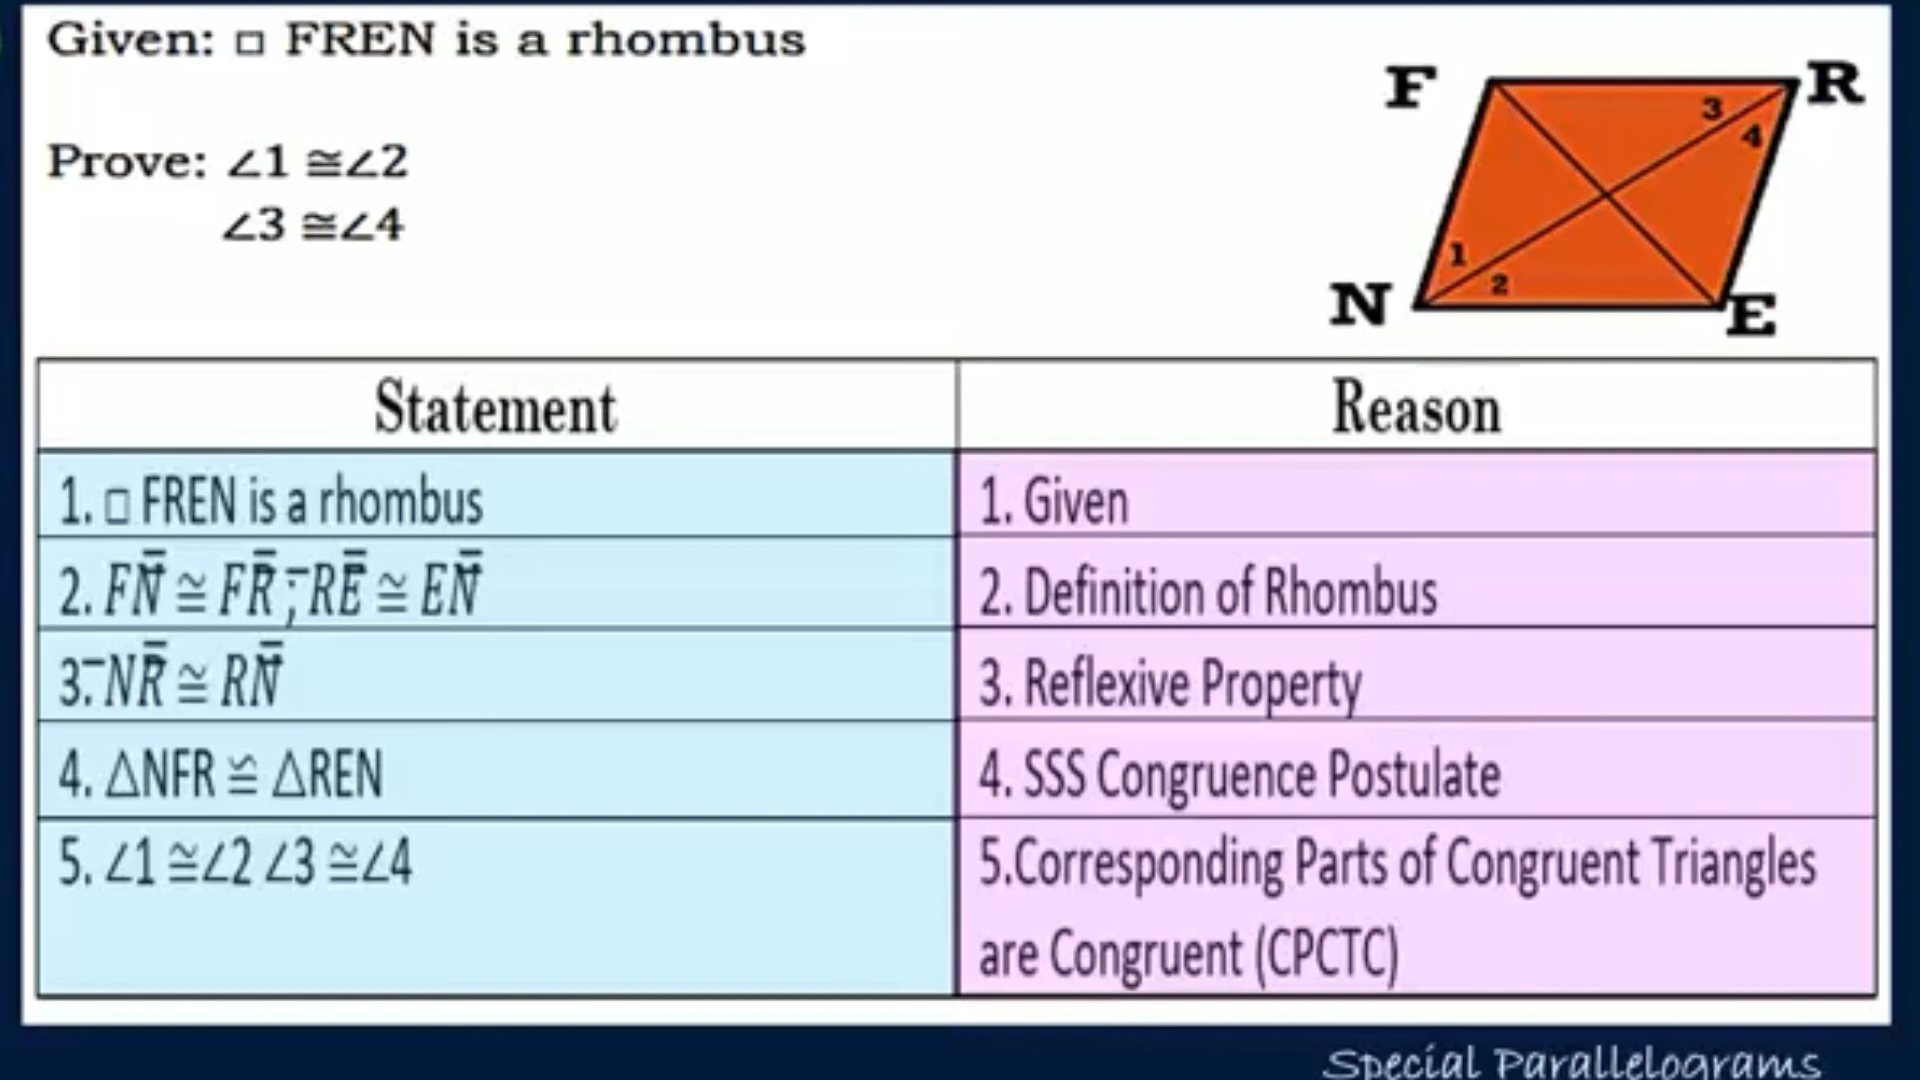 Given: □ FREN is a rhombus
Prove: ∠1 ≅∠2
∠3 ≅∠4
F
R
3
4
1
2
N
E
Statement
Reason
1. □ FREN is a rhombus
1. Given
2. FN̅ ≅ FR̅ ;̅ RE̅ ≅ EN̅
2. Definition of Rhombus
3.̅ NR̅ ≅ RN̅
3. Reflexive Property
4. △NFR ≌ △REN
4. SSS Congruence Postulate
5. ∠1 ≅∠2 ∠3 ≅∠4
5.Corresponding Parts of Congruent Triangles
are Congruent (CPCTC)
Special Parallelograms